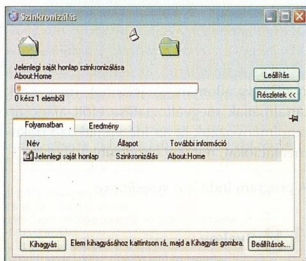 Szinkronizálás
Jelenlegi saját honlap szinkronizálása
About:Home
Leállítás
0 kész 1 elemből
Részletek <<
Folyamatban
Eredmény
Név Állapot További információ
Jelenlegi saját honlap Szinkronizálás About:Home
Kihagyás Elem kihagyásához kattintson rá, majd a Kihagyás gombra. Beállítások...